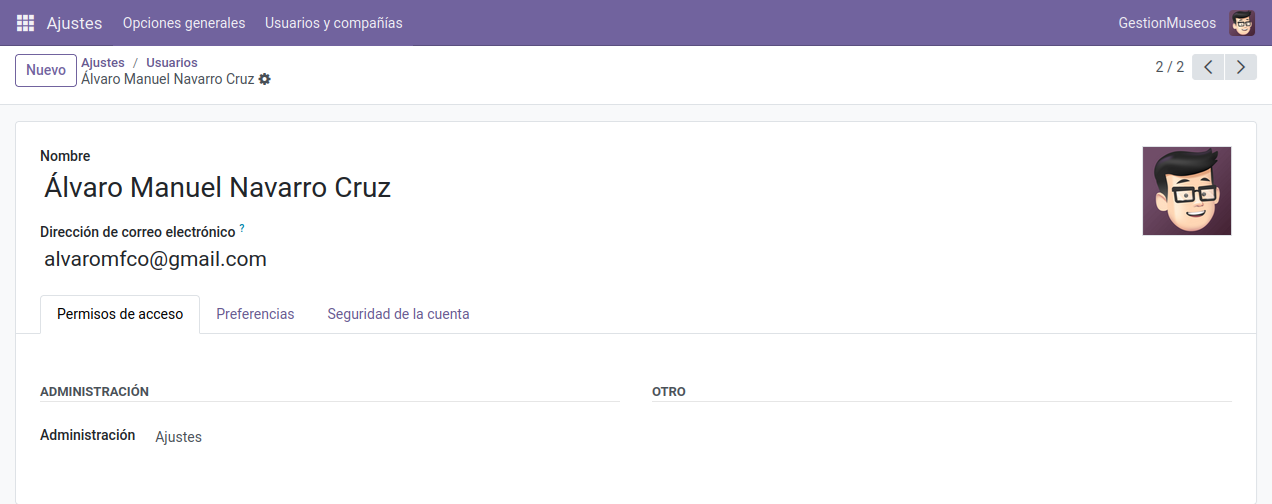 Ajustes Opciones generales Usuarios y compañías GestionMuseos
Nuevo Ajustes / Usuarios 2 / 2
Álvaro Manuel Navarro Cruz
Nombre
Álvaro Manuel Navarro Cruz
Dirección de correo electrónico ?
alvaromfco@gmail.com
Permisos de acceso Preferencias Seguridad de la cuenta
ADMINISTRACIÓN OTRO
Administración Ajustes